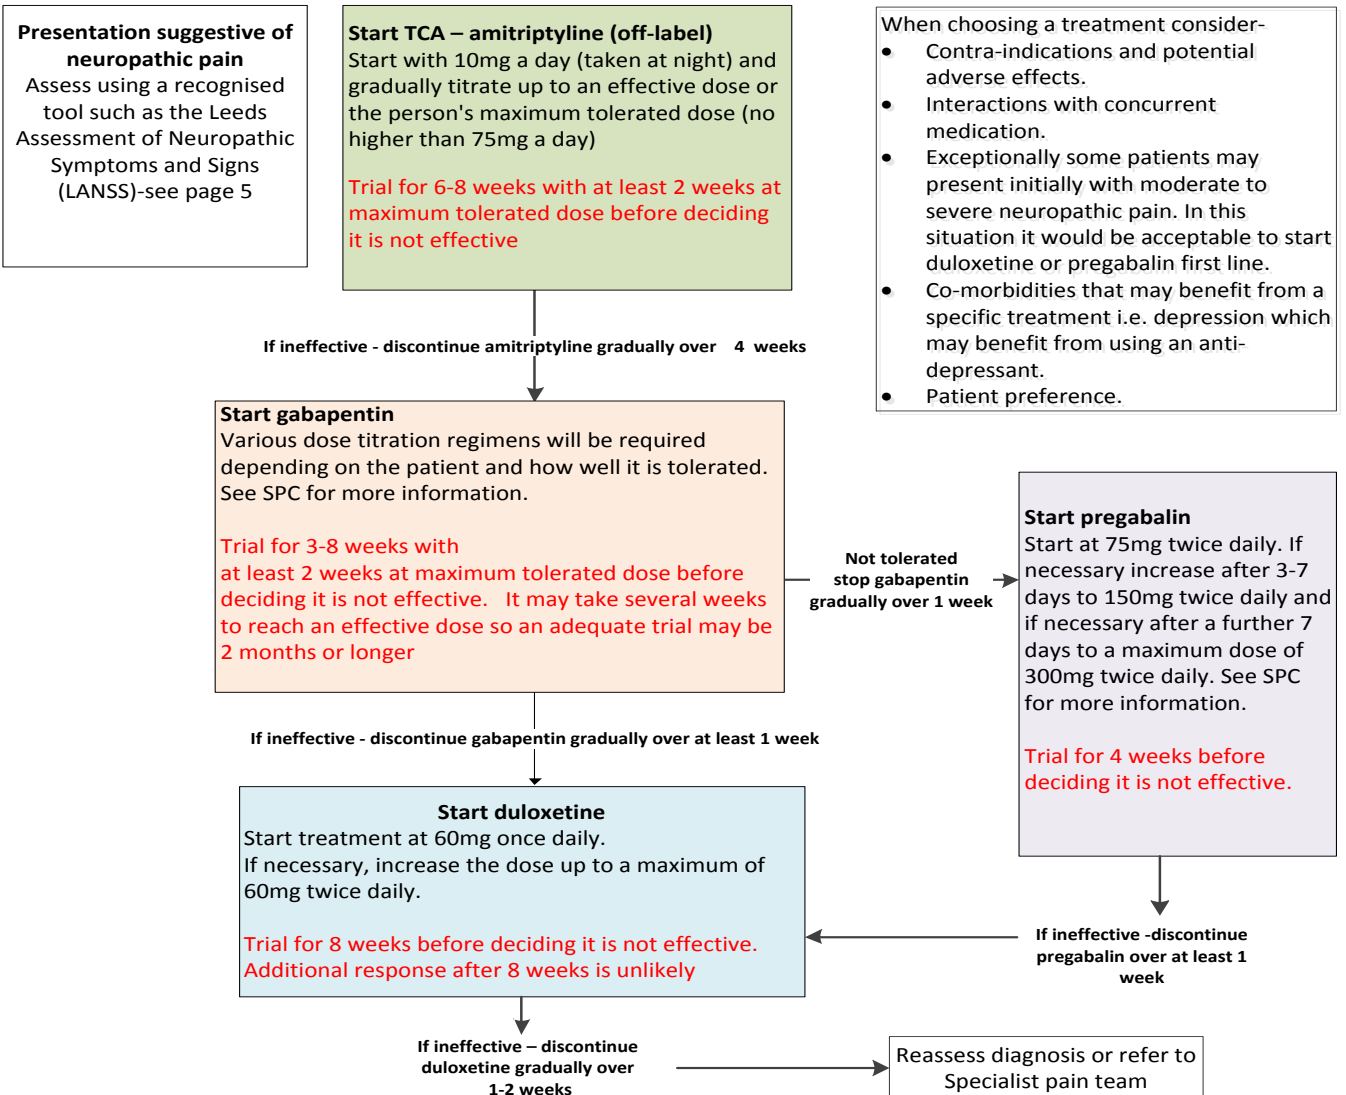 Presentation suggestive of
neuropathic pain
Assess using a recognised
tool such as the Leeds
Assessment of Neuropathic
Symptoms and Signs
(LANSS)-see page 5
Start TCA – amitriptyline (off-label)
Start with 10mg a day (taken at night) and
gradually titrate up to an effective dose or
the person's maximum tolerated dose (no
higher than 75mg a day)
Trial for 6-8 weeks with at least 2 weeks at
maximum tolerated dose before deciding
it is not effective
When choosing a treatment consider-
• Contra-indications and potential
adverse effects.
• Interactions with concurrent
medication.
• Exceptionally some patients may
present initially with moderate to
severe neuropathic pain. In this
situation it would be acceptable to start
duloxetine or pregabalin first line.
• Co-morbidities that may benefit from a
specific treatment i.e. depression which
may benefit from using an anti-
depressant.
• Patient preference.
If ineffective - discontinue amitriptyline gradually over 4 weeks
Start gabapentin
Various dose titration regimens will be required
depending on the patient and how well it is tolerated.
See SPC for more information.
Trial for 3-8 weeks with
at least 2 weeks at maximum tolerated dose before
deciding it is not effective. It may take several weeks
to reach an effective dose so an adequate trial may be
2 months or longer
Not tolerated
stop gabapentin
gradually over 1 week
Start pregabalin
Start at 75mg twice daily. If
necessary increase after 3-7
days to 150mg twice daily and
if necessary after a further 7
days to a maximum dose of
300mg twice daily. See SPC
for more information.
Trial for 4 weeks before
deciding it is not effective.
If ineffective - discontinue gabapentin gradually over at least 1 week
Start duloxetine
Start treatment at 60mg once daily.
If necessary, increase the dose up to a maximum of
60mg twice daily.
Trial for 8 weeks before deciding it is not effective.
Additional response after 8 weeks is unlikely
If ineffective -discontinue
pregabalin over at least 1
week
If ineffective – discontinue
duloxetine gradually over
1-2 weeks
Reassess diagnosis or refer to
Specialist pain team